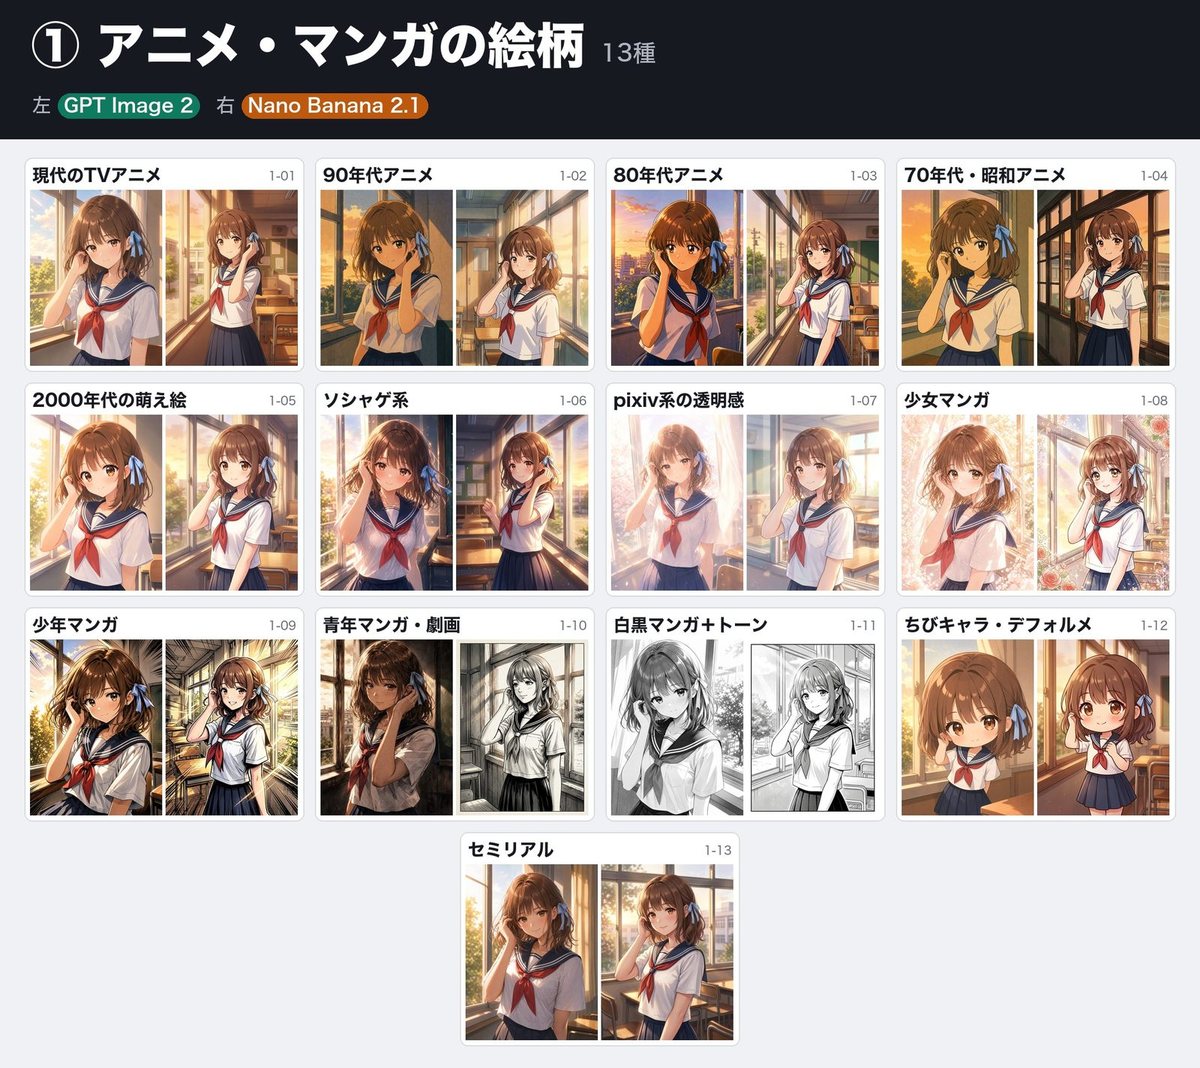 ① アニメ・マンガの絵柄 13種
左 GPT Image 2 右 Nano Banana 2.1
現代のTVアニメ 1-01
90年代アニメ 1-02
80年代アニメ 1-03
70年代・昭和アニメ 1-04
2000年代の萌え絵 1-05
ソシャゲ系 1-06
pixiv系の透明感 1-07
少女マンガ 1-08
少年マンガ 1-09
青年マンガ・劇画 1-10
白黒マンガ+トーン 1-11
ちびキャラ・デフォルメ 1-12
セミリアル 1-13